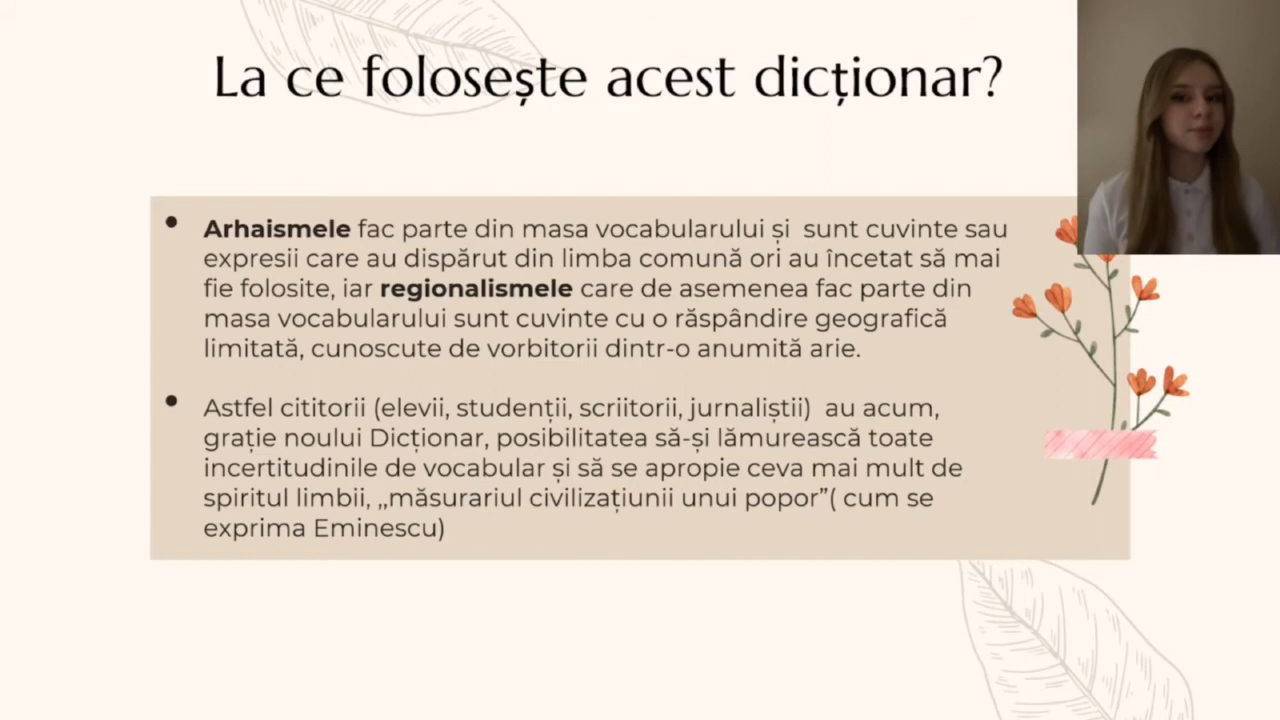 La ce folosește acest dicționar?
Arhaismele fac parte din masa vocabularului și  sunt cuvinte sau
expresii care au dispărut din limba comună ori au încetat să mai
fie folosite, iar regionalismele care de asemenea fac parte din
masa vocabularului sunt cuvinte cu o răspândire geografică
limitată, cunoscute de vorbitorii dintr-o anumită arie.
Astfel cititorii (elevii, studenții, scriitorii, jurnaliștii)  au acum,
grație noului Dicționar, posibilitatea să-și lămurească toate
incertitudinile de vocabular și să se apropie ceva mai mult de
spiritul limbii, ,,măsurariul civilizațiunii unui popor”( cum se
exprima Eminescu)